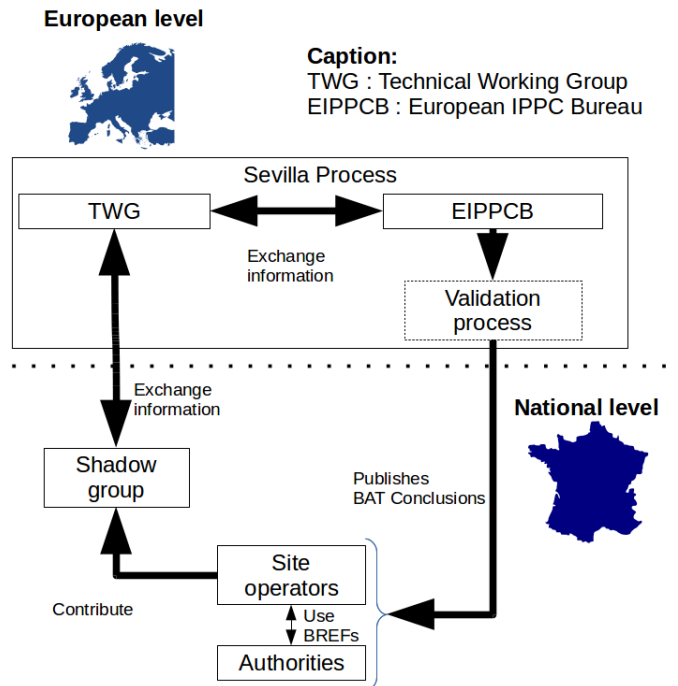 European level
Caption:
TWG : Technical Working Group
EIPPCB : European IPPC Bureau
Sevilla Process
TWG
EIPPCB
Exchange
information
Validation
process
Exchange
information
National level
Shadow
group
Publishes
BAT Conclusions
Site
operators
Contribute
Use
BREFs
Authorities